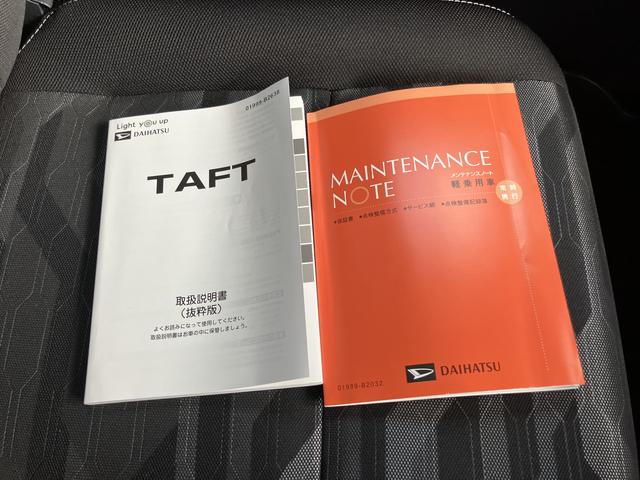 01999-B263B
Light you up
DAIHATSU
TAFT
取扱説明書
(抜粋版)
よくお読みになって使用してください。
取扱説明書はお車の中に保管しましょう。
MAINTENANCE
NOTE
メンテナンスノート
軽乗用車
•保証書 •点検整備方式 •サービス網 •点検整備記録簿
01989-B2032
DAIHATSU